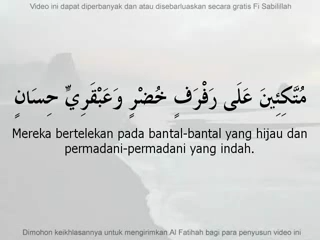 Video ini dapat diperbanyak dan atau disebarluaskan secara gratis Fi Sabilillah
مُتَّكِئِينَ عَلَى رَفْرَفٍ خُضْرٍ وَعَبْقَرِيٍّ حِسَانٍ
Mereka bertelekan pada bantal-bantal yang hijau dan
permadani-permadani yang indah.
Dimohon keikhlasannya untuk mengirimkan Al Fatihah bagi para penyusun video ini